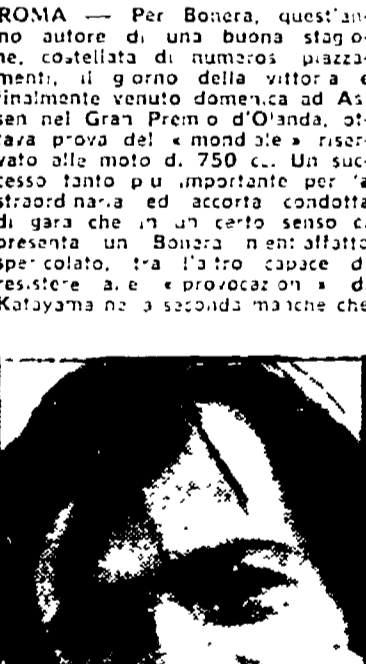 ROMA — Per Bonera, quest'an-
no autore di una buona stagio-
ne, costellata di numerosi piazza-
menti, il giorno della vittoria è
finalmente venuto domenica ad As-
sen nel Gran Premio d'Olanda, ot-
tava prova del « mondiale » riser-
vato alle moto di 750 c.c. Un suc-
cesso tanto più importante per la
straordinaria ed accorta condotta
di gara che in un certo senso ci
presenta un Bonera nient'affatto
spericolato, tra l'altro capace di
resistere alle « provocazioni » di
Katayama nella seconda manche che